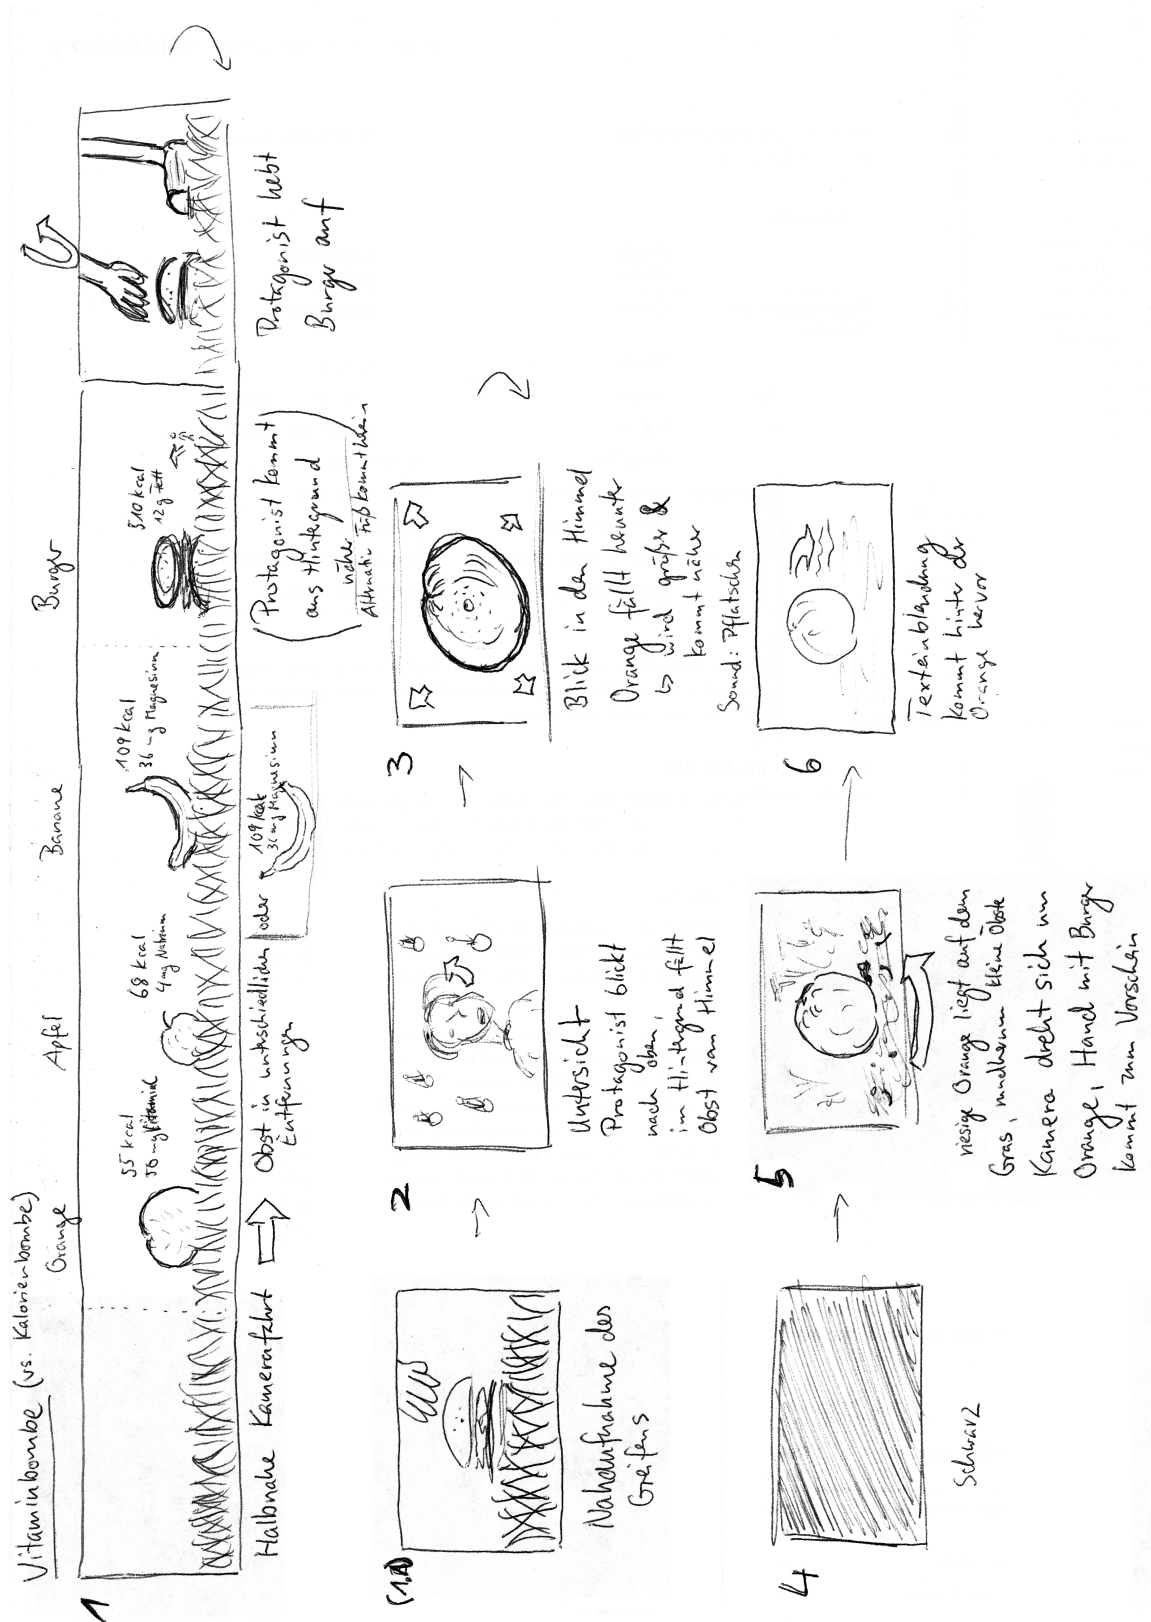 Vitaminbombe (vs. Kalorienbombe)
1
Orange
Apfel
Banane
Burger
55 kcal
50 mg Vitamin C
68 kcal
4 mg Natrium
109 kcal
36 mg Magnesium
510 kcal
12 g Fett
Halbnahe Kamerafahrt
Obst in unterschiedlichen
Entfernungen
oder
109 kcal
36 mg Magnesium
(Protagonist kommt
aus Hintergrund
näher)
Alternativ Fuß kommt rein
Protagonist hebt
Burger auf
(1.1)
Nahaufnahme des
Greifens
2
Untersicht
Protagonist blickt
nach oben,
im Hintergrund fällt
Obst vom Himmel
3
Blick in den Himmel
Orange fällt herunter
wird größer &
kommt näher
Sound: Pflatschen
4
Schwarz
5
riesige Orange liegt auf dem
Gras, rundherum kleine Obste
Kamera dreht sich um
Orange, Hand mit Burger
kommt zum Vorschein
6
Texteinblendung
kommt hinter der
Orange hervor